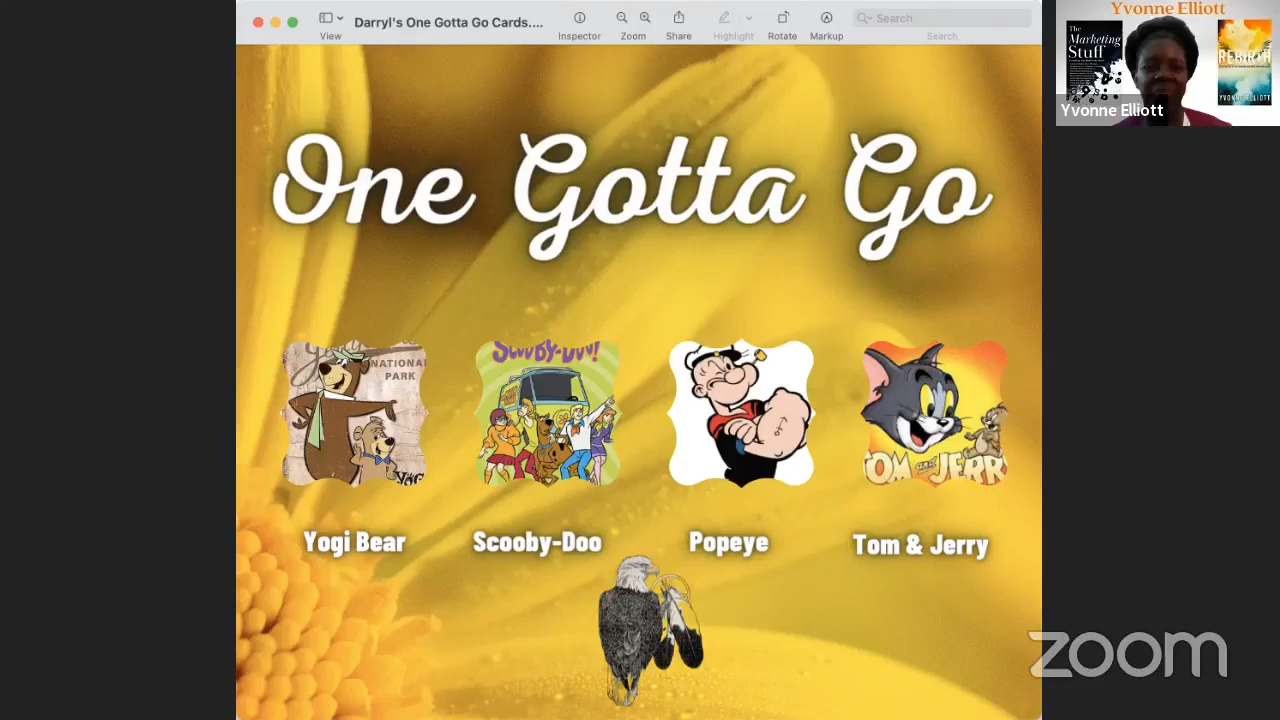 Darryl's One Gotta Go Cards....
View
Inspector
Zoom
Share
Highlight
Rotate
Markup
Search
Search
One Gotta Go
NATIONAL
PARK
SCOOBY-DOO!
TOM and JERR
Yogi Bear
Scooby-Doo
Popeye
Tom & Jerry
Yvonne Elliott
The
Marketing
Stuff
REBIRTH
YVONNE ELLIOTT
Yvonne Elliott
zoom